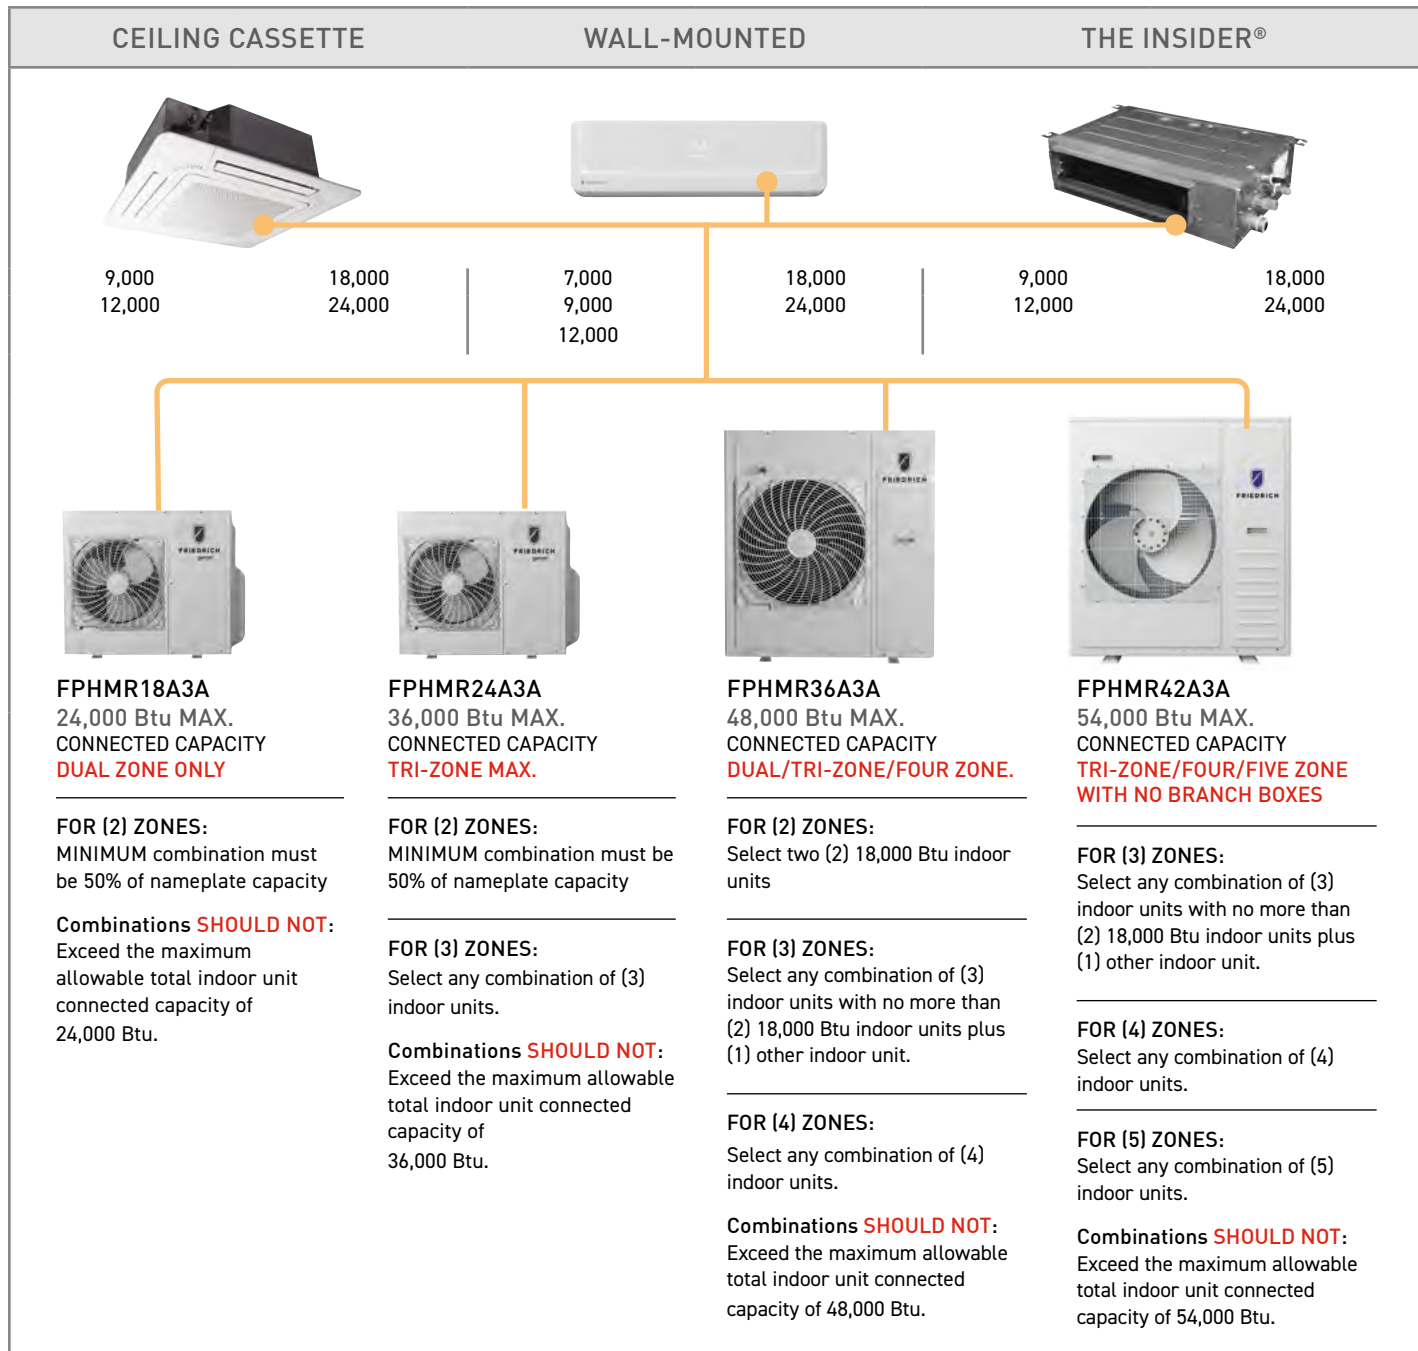 CEILING CASSETTE
WALL-MOUNTED
THE INSIDER®
9,000 18,000
12,000 24,000
7,000 18,000
9,000 24,000
12,000
9,000 18,000
12,000 24,000
FRIEDRICH
FRIEDRICH
FRIEDRICH
FRIEDRICH
FPHMR18A3A
24,000 Btu MAX.
CONNECTED CAPACITY
DUAL ZONE ONLY
FOR (2) ZONES:
MINIMUM combination must
be 50% of nameplate capacity
Combinations SHOULD NOT:
Exceed the maximum
allowable total indoor unit
connected capacity of
24,000 Btu.
FPHMR24A3A
36,000 Btu MAX.
CONNECTED CAPACITY
TRI-ZONE MAX.
FOR (2) ZONES:
MINIMUM combination must be
50% of nameplate capacity
FOR (3) ZONES:
Select any combination of (3)
indoor units.
Combinations SHOULD NOT:
Exceed the maximum allowable
total indoor unit connected
capacity of
36,000 Btu.
FPHMR36A3A
48,000 Btu MAX.
CONNECTED CAPACITY
DUAL/TRI-ZONE/FOUR ZONE.
FOR (2) ZONES:
Select two (2) 18,000 Btu indoor
units
FOR (3) ZONES:
Select any combination of (3)
indoor units with no more than
(2) 18,000 Btu indoor units plus
(1) other indoor unit.
FOR (4) ZONES:
Select any combination of (4)
indoor units.
Combinations SHOULD NOT:
Exceed the maximum allowable
total indoor unit connected
capacity of 48,000 Btu.
FPHMR42A3A
54,000 Btu MAX.
CONNECTED CAPACITY
TRI-ZONE/FOUR/FIVE ZONE
WITH NO BRANCH BOXES
FOR (3) ZONES:
Select any combination of (3)
indoor units with no more than
(2) 18,000 Btu indoor units plus
(1) other indoor unit.
FOR (4) ZONES:
Select any combination of (4)
indoor units.
FOR (5) ZONES:
Select any combination of (5)
indoor units.
Combinations SHOULD NOT:
Exceed the maximum allowable
total indoor unit connected
capacity of 54,000 Btu.